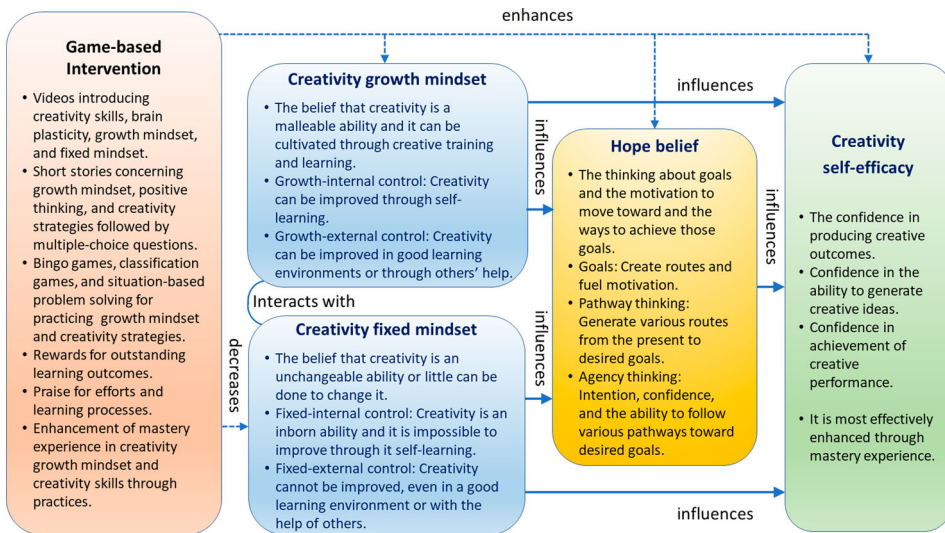 enhances
Game-based
Intervention
• Videos introducing
creativity skills, brain
plasticity, growth mindset,
and fixed mindset.
• Short stories concerning
growth mindset, positive
thinking, and creativity
strategies followed by
multiple-choice questions.
• Bingo games, classification
games, and situation-based
problem solving for
practicing growth mindset
and creativity strategies.
• Rewards for outstanding
learning outcomes.
• Praise for efforts and
learning processes.
• Enhancement of mastery
experience in creativity
growth mindset and
creativity skills through
practices.
decreases
Creativity growth mindset
• The belief that creativity is a
malleable ability and it can be
cultivated through creative training
and learning.
• Growth-internal control: Creativity
can be improved through self-
learning.
• Growth-external control: Creativity
can be improved in good learning
environments or through others’ help.
Interacts with
Creativity fixed mindset
• The belief that creativity is an
unchangeable ability or little can be
done to change it.
• Fixed-internal control: Creativity is an
inborn ability and it is impossible to
improve through it self-learning.
• Fixed-external control: Creativity
cannot be improved, even in a good
learning environment or with the
help of others.
influences
influences
influences
Hope belief
• The thinking about goals
and the motivation to
move toward and the
ways to achieve those
goals.
• Goals: Create routes and
fuel motivation.
• Pathway thinking:
Generate various routes
from the present to
desired goals.
• Agency thinking:
Intention, confidence,
and the ability to follow
various pathways toward
desired goals.
influences
influences
Creativity
self-efficacy
• The confidence in
producing creative
outcomes.
• Confidence in the
ability to generate
creative ideas.
• Confidence in
achievement of
creative
performance.
• It is most effectively
enhanced through
mastery experience.